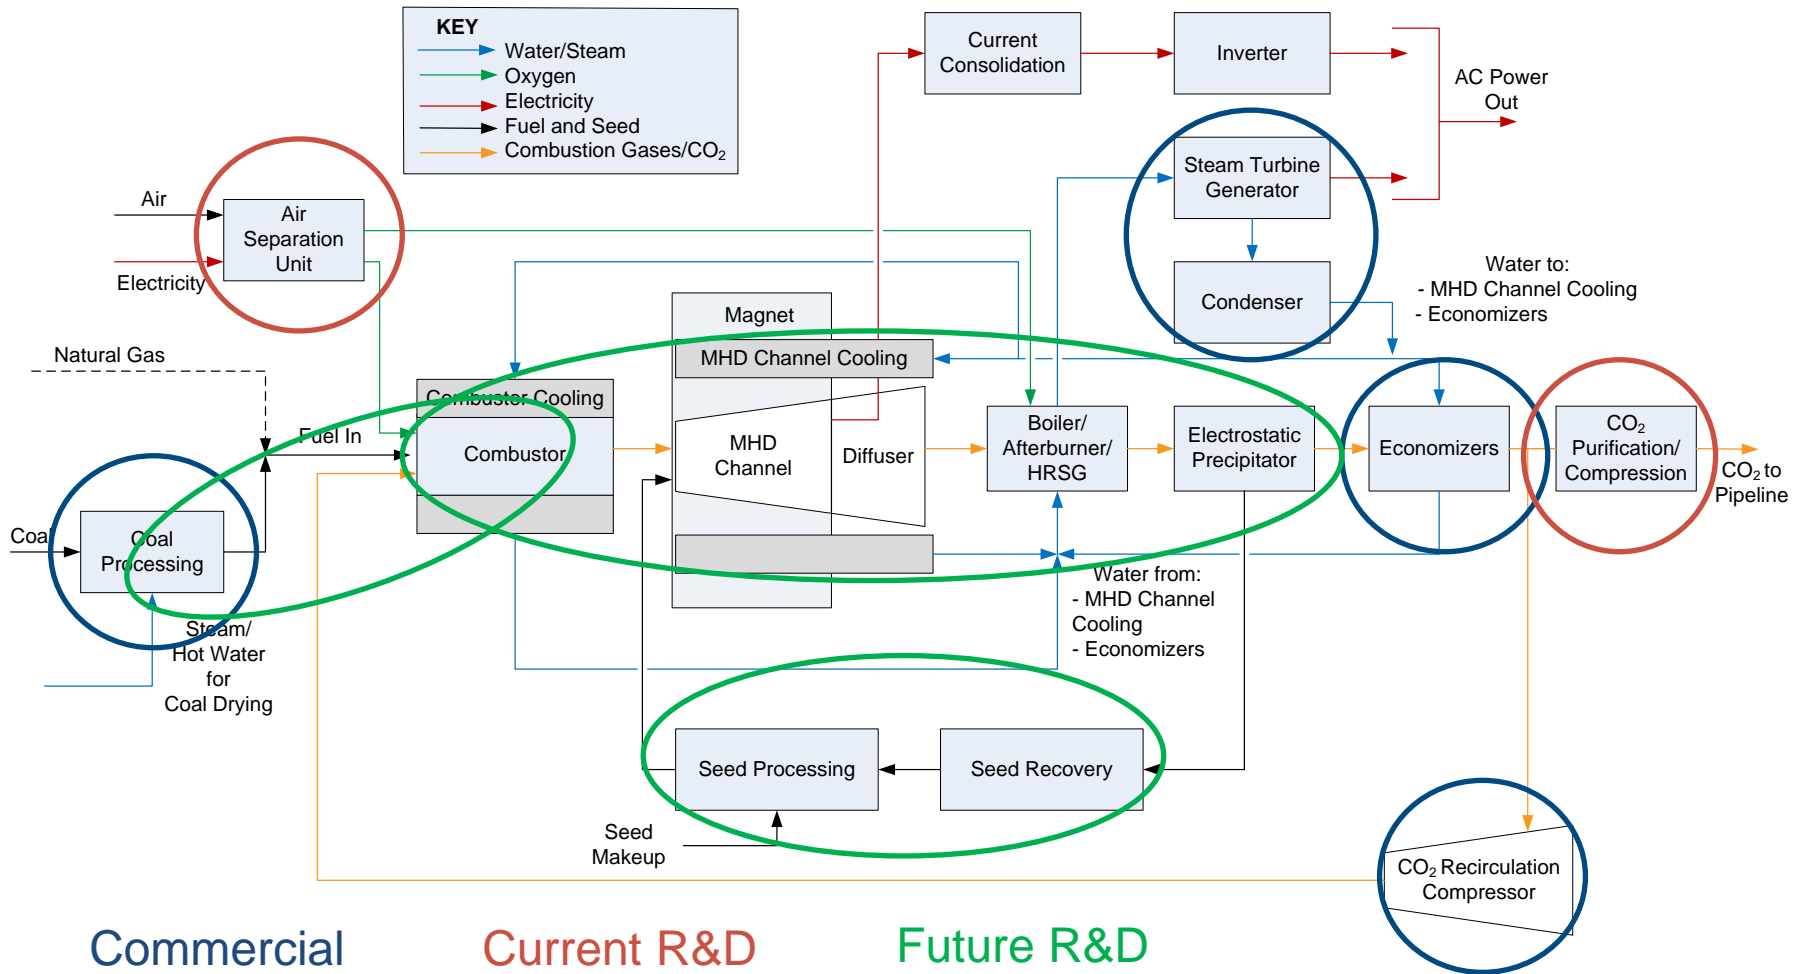 KEY
Water/Steam
Oxygen
Electricity
Fuel and Seed
Combustion Gases/CO₂
Current
Consolidation
Inverter
AC Power
Out
Steam Turbine
Generator
Condenser
Water to:
- MHD Channel Cooling
- Economizers
Air
Electricity
Air
Separation
Unit
Magnet
MHD Channel Cooling
Natural Gas
Combustor Cooling
Combustor
Fuel In
MHD
Channel
Diffuser
Boiler/
Afterburner/
HRSG
Electrostatic
Precipitator
Economizers
CO₂
Purification/
Compression
CO₂ to
Pipeline
Coal
Coal
Processing
Steam/
Hot Water
for
Coal Drying
Water from:
- MHD Channel
Cooling
- Economizers
Seed Processing
Seed Recovery
Seed
Makeup
CO₂ Recirculation
Compressor
Commercial
Current R&D
Future R&D